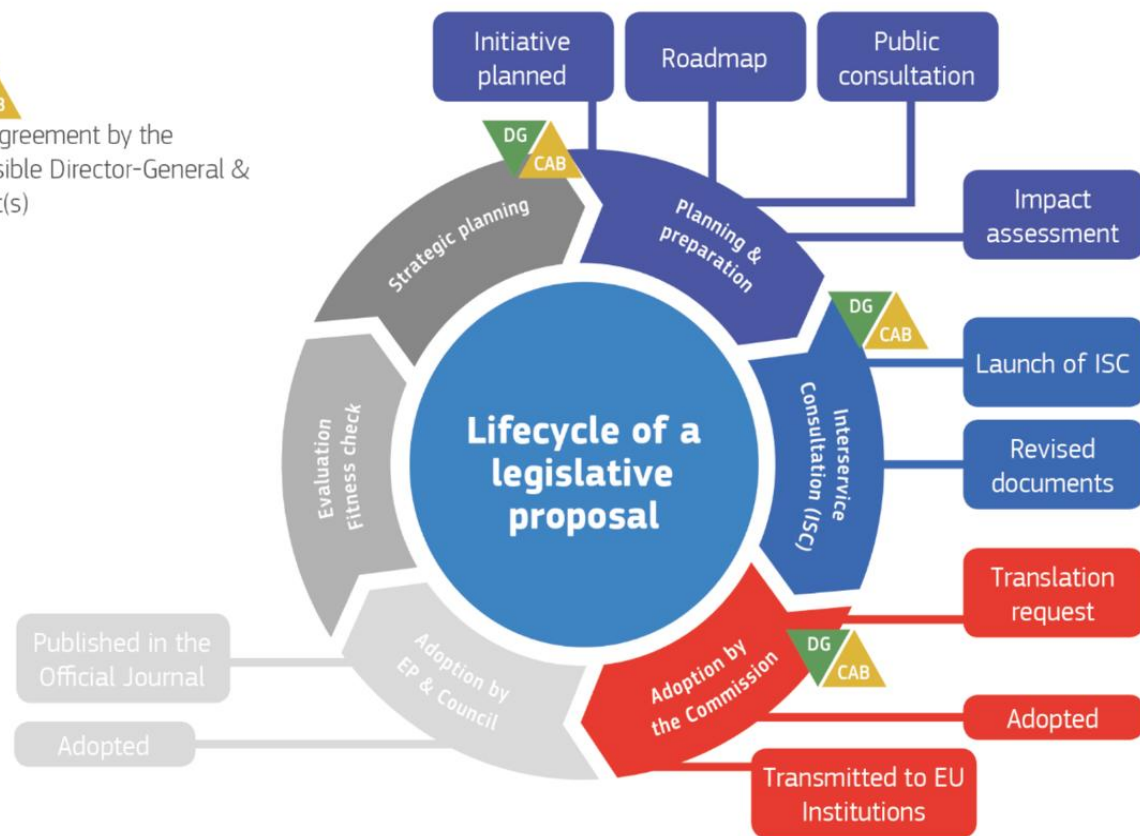 Initiative
planned
Roadmap
Public
consultation
greement by the
sible Director-General &
t(s)
DG
CAB
Strategic planning
Planning &
preparation
Impact
assessment
DG
CAB
Launch of ISC
Interservice
Consultation (ISC)
Revised
documents
Evaluation
Fitness check
Lifecycle of a
legislative
proposal
Translation
request
DG
CAB
Adoption by
the Commission
Adoption by
EP & Council
Published in the
Official Journal
Adopted
Adopted
Transmitted to EU
Institutions